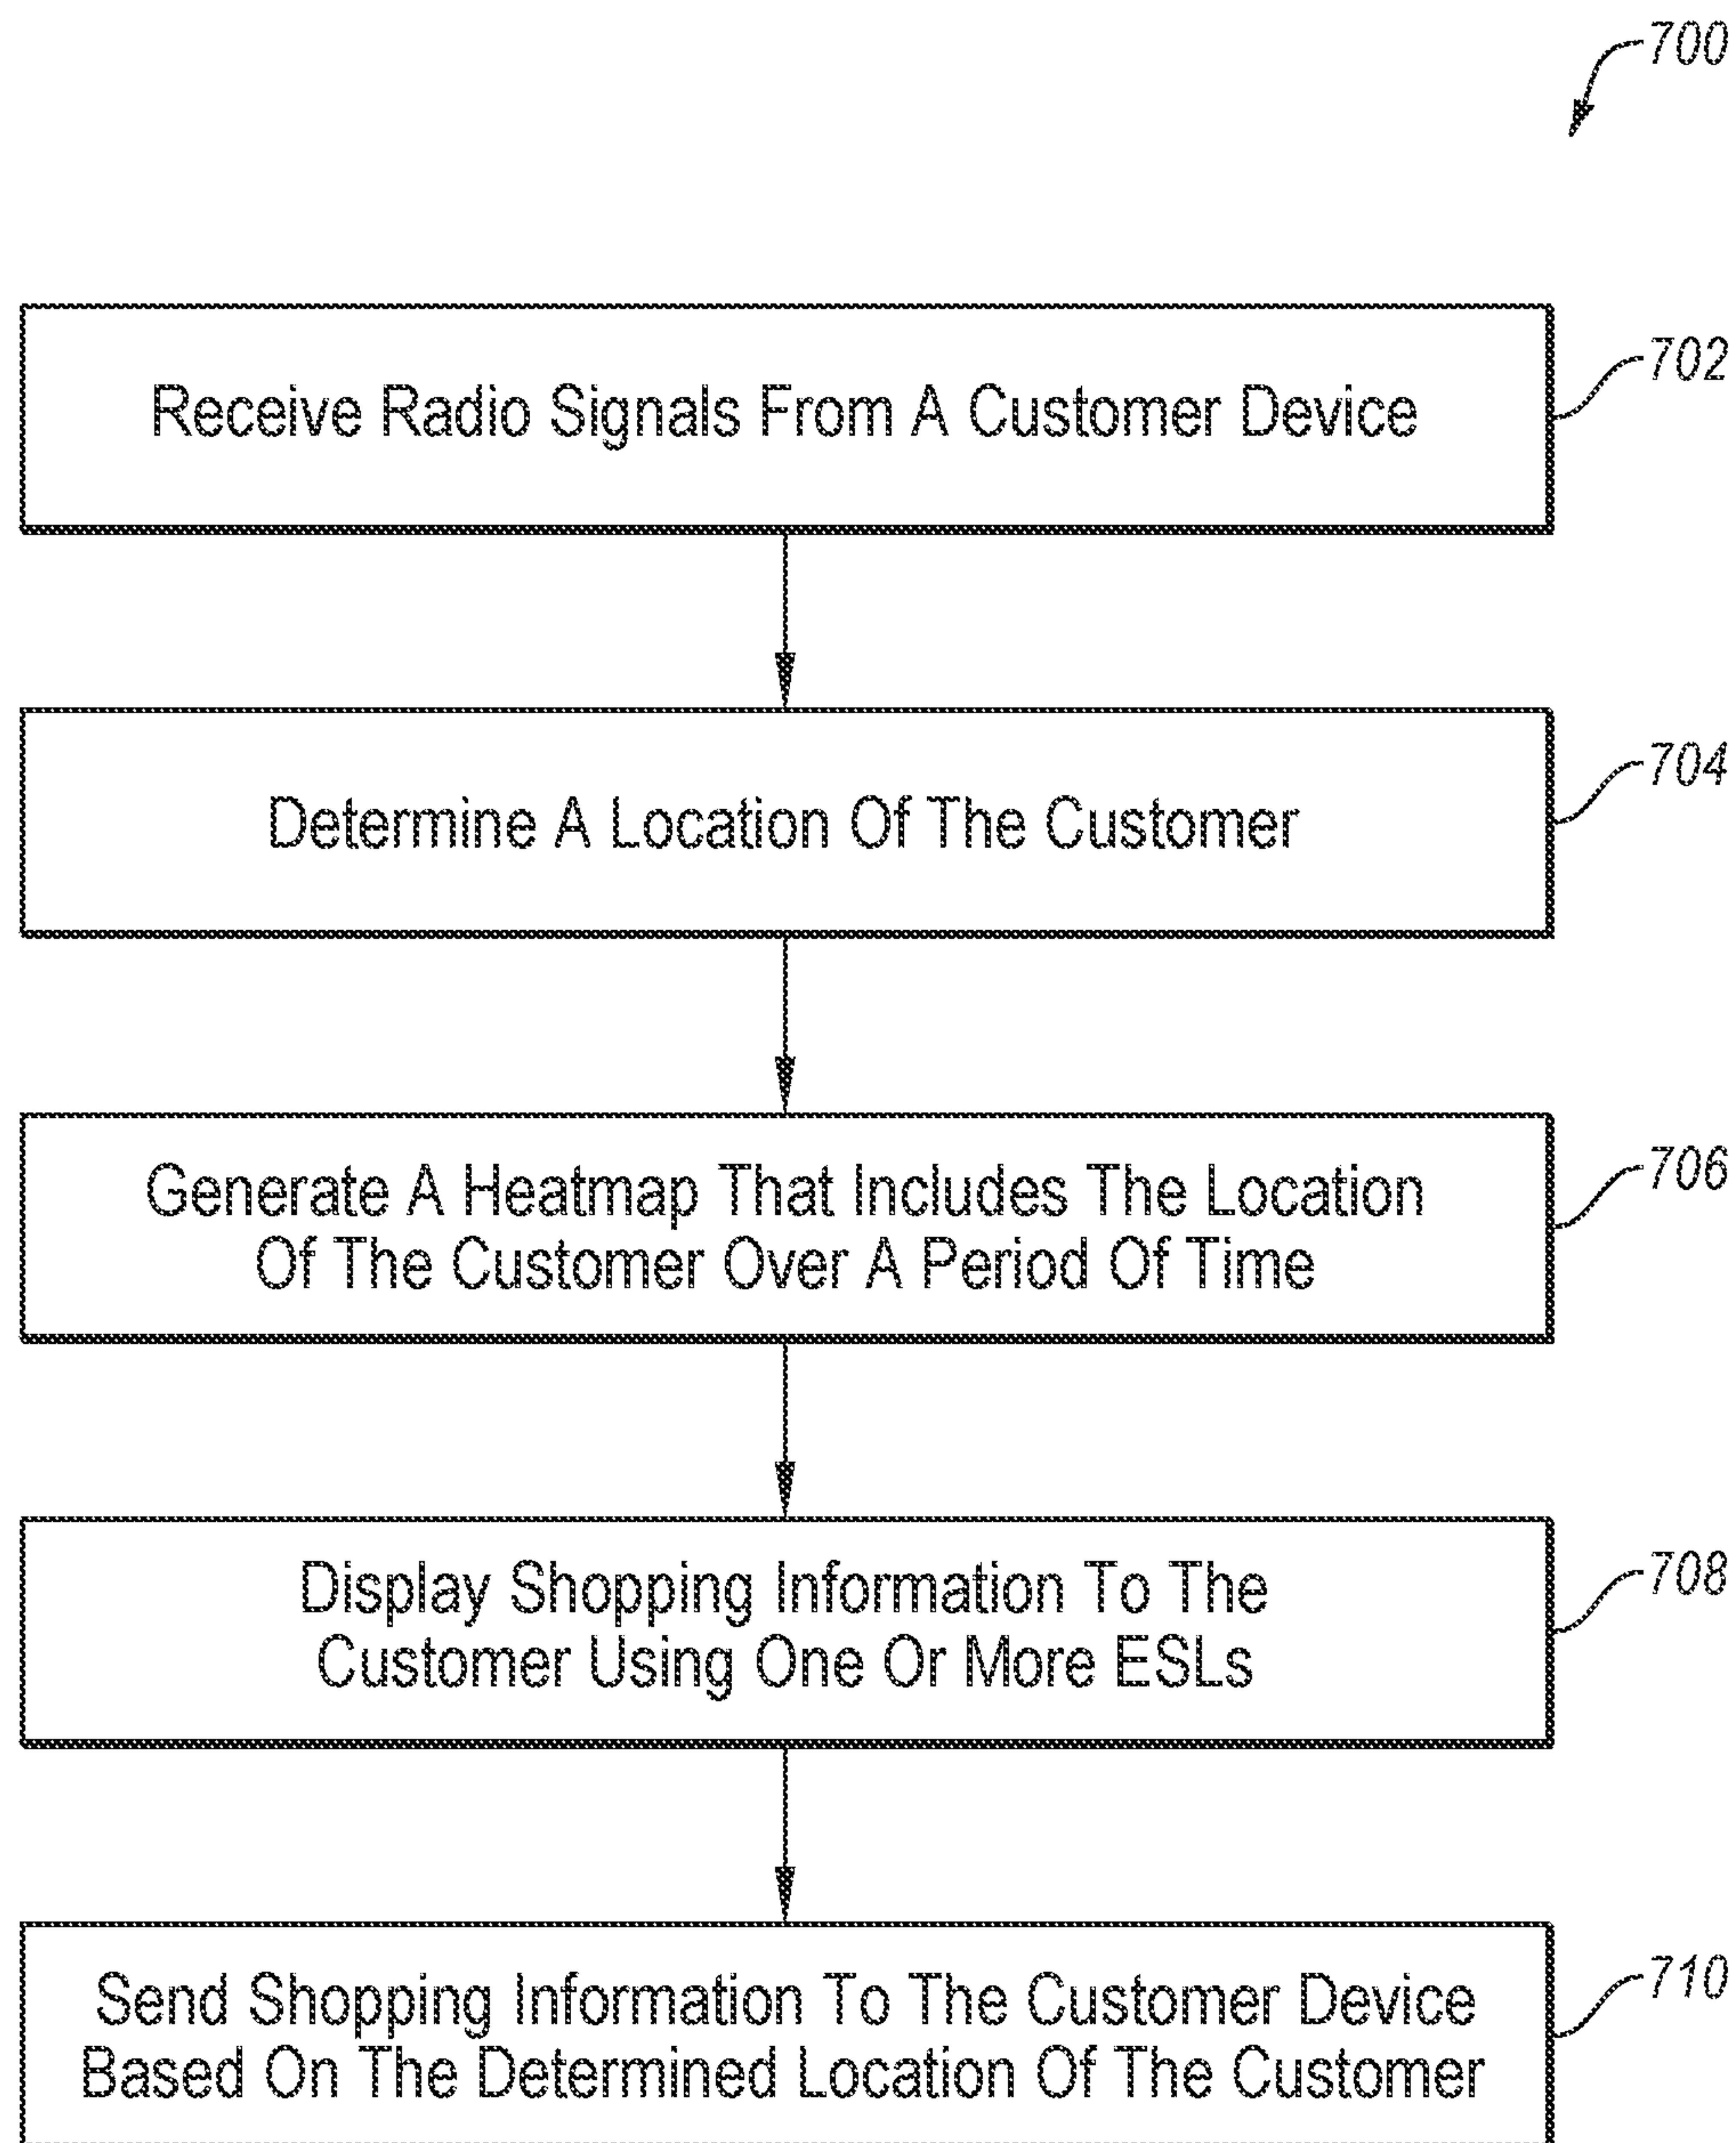 700
Receive Radio Signals From A Customer Device
702
Determine A Location Of The Customer
704
Generate A Heatmap That Includes The Location
Of The Customer Over A Period Of Time
706
Display Shopping Information To The
Customer Using One Or More ESLs
708
Send Shopping Information To The Customer Device
Based On The Determined Location Of The Customer
710